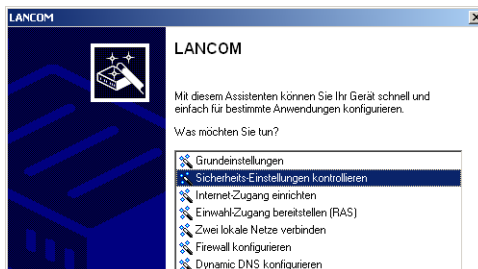 LANCOM
LANCOM
Mit diesem Assistenten können Sie Ihr Gerät schnell und
einfach für bestimmte Anwendungen konfigurieren.
Was möchten Sie tun?
Grundeinstellungen
Sicherheits-Einstellungen kontrollieren
Internet-Zugang einrichten
Einwahl-Zugang bereitstellen (RAS)
Zwei lokale Netze verbinden
Firewall konfigurieren
Dynamic DNS konfigurieren